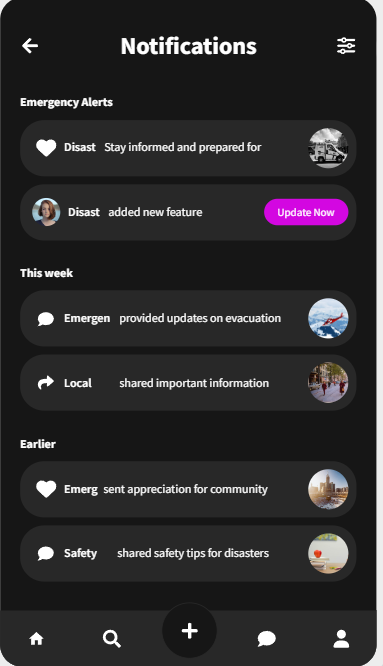 Notifications
Emergency Alerts
Disast Stay informed and prepared for
Disast added new feature Update Now
This week
Emergen provided updates on evacuation
Local shared important information
Earlier
Emerg sent appreciation for community
Safety shared safety tips for disasters